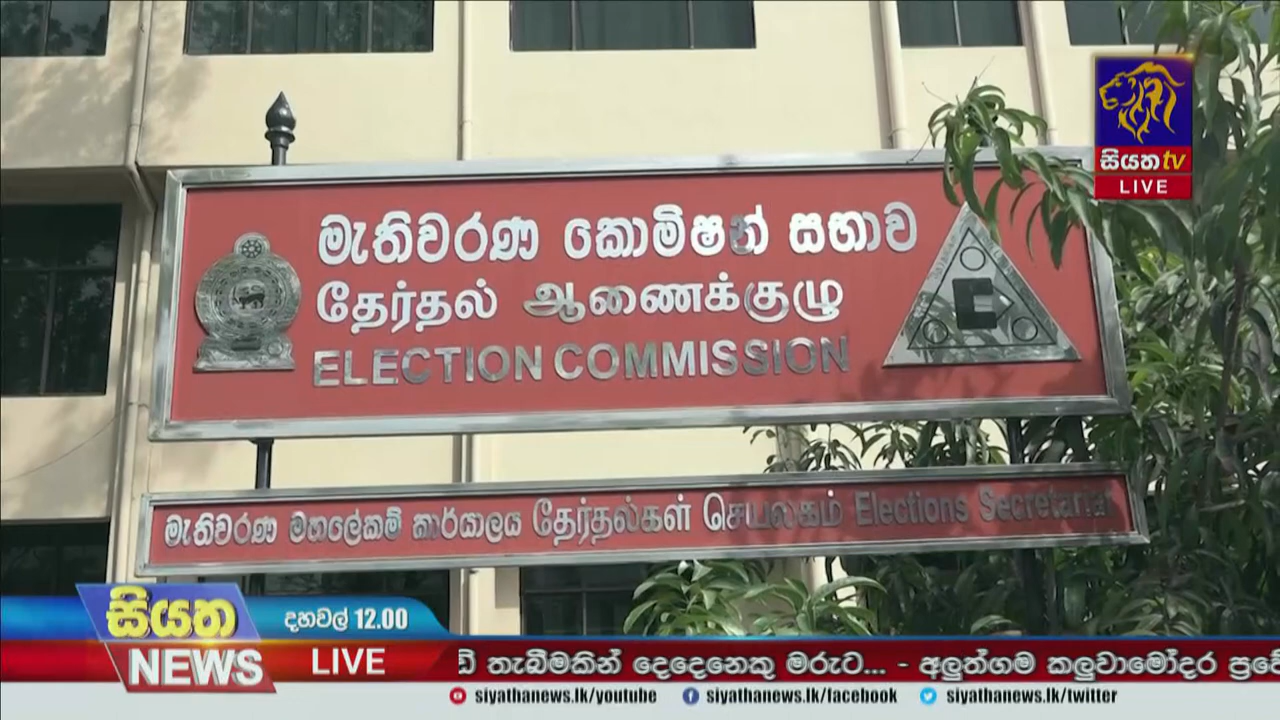 සියත tv
LIVE
මැතිවරණ කොමිෂන් සභාව
தேர்தல் ஆணைக்குழு
ELECTION COMMISSION
මැතිවරණ මහලේකම් කාර්යාලය தேர்தல்கள் செயலகம் Elections Secretariat
සියත
NEWS
දහවල් 12.00
LIVE
ඩි තැබීමකින් දෙදෙනෙකු මරුට... - අලුත්ගම කලුවාමෝදර ප්‍රදේ
siyathanews.lk/youtube
siyathanews.lk/facebook
siyathanews.lk/twitter